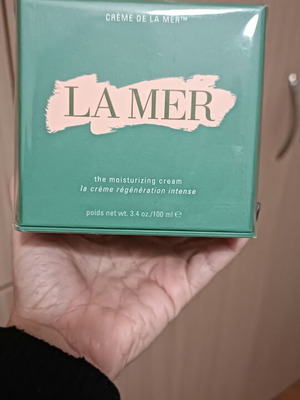 CRÈME DE LA MER™
LA MER
the moisturizing cream
la crème régénération intense
poids net wt. 3.4 oz./100 ml ℮